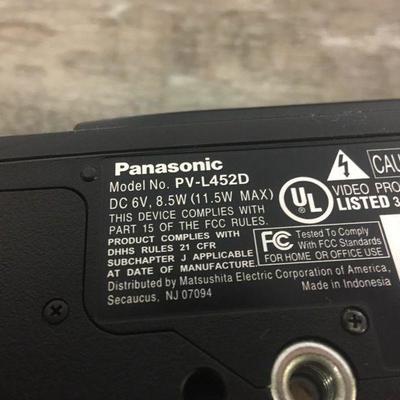 Panasonic
Model No. PV-L452D
DC 6V, 8.5W (11.5W MAX)
THIS DEVICE COMPLIES WITH
PART 15 OF THE FCC RULES.
PRODUCT COMPLY WITH
DHHS RULES 21 CFR
SUBCHAPTER J APPLICABLE
AT DATE OF MANUFACTURE.
Distributed by Matsushita Electric Corporation of America,
Secaucus, NJ 07094
Made in Indonesia
UL
VIDEO PRO
LISTED 3
FC
Tested To Comply
With FCC Standards
FOR HOME OR OFFICE USE
CAU